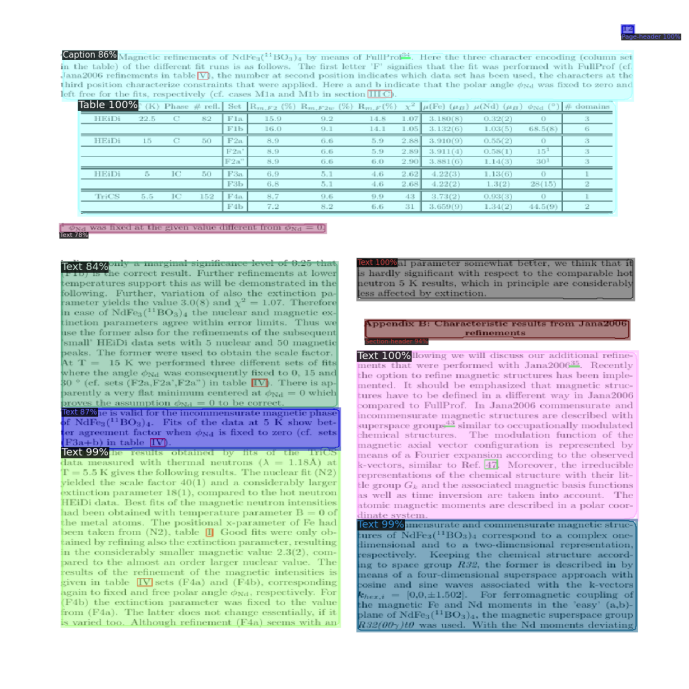 Page-header 100%
Caption 86%
Magnetic refinements of NdFe3(11BO3)4 by means of FullProf. Here the three character encoding (column set
in the table) of the different fit runs is as follows. The first letter 'F' signifies that the fit was performed with FullProf (cf.
Jana2006 refinements in table V), the number at second position indicates which data set has been used, the characters at the
third position characterize constraints that were applied. Here a and b indicate that the polar angle ϕNd was fixed to zero and
left free for the fits, respectively (cf. cases M1a and M1b in section III C).
Table 100%
(K) Phase # refl. Set Rm,F2 (%) Rm,F2w (%) Rm,F(%) χ2 μ(Fe) (μB) μ(Nd) (μB) ϕNd (°) # domains
HEiDi 22.5 C 82 F1a 15.9 9.2 14.8 1.07 3.180(8) 0.32(2) 0 3
F1b 16.0 9.1 14.1 1.05 3.132(6) 1.03(5) 68.5(8) 6
HEiDi 15 C 50 F2a 8.9 6.6 5.9 2.88 3.910(9) 0.55(2) 0 3
F2a' 8.9 6.6 5.9 2.89 3.911(4) 0.58(1) 15¹ 3
F2a" 8.9 6.6 6.0 2.90 3.881(6) 1.14(3) 30¹ 3
HEiDi 5 IC 50 F3a 6.9 5.1 4.6 2.62 4.22(3) 1.13(6) 0 1
F3b 6.8 5.1 4.6 2.68 4.22(2) 1.3(2) 28(15) 2
TriCS 5.5 IC 152 F4a 8.7 9.6 9.9 43 3.73(2) 0.93(3) 0 1
F4b 7.2 8.2 6.6 31 3.659(9) 1.34(2) 44.5(9) 2
ϕNd was fixed at the given value different from ϕNd = 0.
Text 78%
Text 84%
only a marginal significance level of 0.25 that
is the correct result. Further refinements at lower
temperatures support this as will be demonstrated in the
following. Further, variation of also the extinction pa-
rameter yields the value 3.0(8) and χ2 = 1.07. Therefore
in case of NdFe3(11BO3)4 the nuclear and magnetic ex-
tinction parameters agree within error limits. Thus we
use the former also for the refinements of the subsequent
'small' HEiDi data sets with 5 nuclear and 50 magnetic
peaks. The former were used to obtain the scale factor.
At T = 15 K we performed three different sets of fits
where the angle ϕNd was consequently fixed to 0, 15 and
30 ° (cf. sets (F2a,F2a',F2a") in table IV). There is ap-
parently a very flat minimum centered at ϕNd = 0 which
proves the assumption ϕNd = 0 to be correct.
Text 87%
is valid for the incommensurate magnetic phase
of NdFe3(11BO3)4. Fits of the data at 5 K show bet-
ter agreement factor when ϕNd is fixed to zero (cf. sets
(F3a+b) in table IV).
Text 99%
the results obtained by fits of the TriCS
data measured with thermal neutrons (λ = 1.18Å) at
T = 5.5 K gives the following results. The nuclear fit (N2)
yielded the scale factor 40(1) and a considerably larger
extinction parameter 18(1), compared to the hot neutron
HEiDi data. Best fits of the magnetic neutron intensities
had been obtained with temperature parameter B = 0 of
the metal atoms. The positional x-parameter of Fe had
been taken from (N2), table I. Good fits were only ob-
tained by refining also the extinction parameter, resulting
in the considerably smaller magnetic value 2.3(2), com-
pared to the almost an order larger nuclear value. The
results of the refinement of the magnetic intensities is
given in table IV sets (F4a) and (F4b), corresponding
again to fixed and free polar angle ϕNd, respectively. For
(F4b) the extinction parameter was fixed to the value
from (F4a). The latter does not change essentially, if it
is varied too. Although refinement (F4a) seems with an
Text 100%
parameter somewhat better, we think that it
is hardly significant with respect to the comparable hot
neutron 5 K results, which in principle are considerably
less affected by extinction.
Appendix B: Characteristic results from Jana2006
refinements
Section-header 94%
Text 100%
following we will discuss our additional refine-
ments that were performed with Jana2006. Recently
the option to refine magnetic structures has been imple-
mented. It should be emphasized that magnetic struc-
tures have to be defined in a different way in Jana2006
compared to FullProf. In Jana2006 commensurate and
incommensurate magnetic structures are described with
superspace groups similar to occupationally modulated
chemical structures. The modulation function of the
magnetic axial vector configuration is represented by
means of a Fourier expansion according to the observed
k-vectors, similar to Ref. 47. Moreover, the irreducible
representations of the chemical structure with their lit-
tle group Gk and the associated magnetic basis functions
as well as time inversion are taken into account. The
atomic magnetic moments are described in a polar coor-
dinate system.
Text 99%
incommensurate and commensurate magnetic struc-
tures of NdFe3(11BO3)4 correspond to a complex one-
dimensional and to a two-dimensional representation,
respectively. Keeping the chemical structure accord-
ing to space group R32, the former is described in by
means of a four-dimensional superspace approach with
cosine and sine waves associated with the k-vectors
khex,i = [0,0,±1.502]. For ferromagnetic coupling of
the magnetic Fe and Nd moments in the 'easy' (a,b)-
plane of NdFe3(11BO3)4, the magnetic superspace group
R32(00γ)t0 was used. With the Nd moments deviating